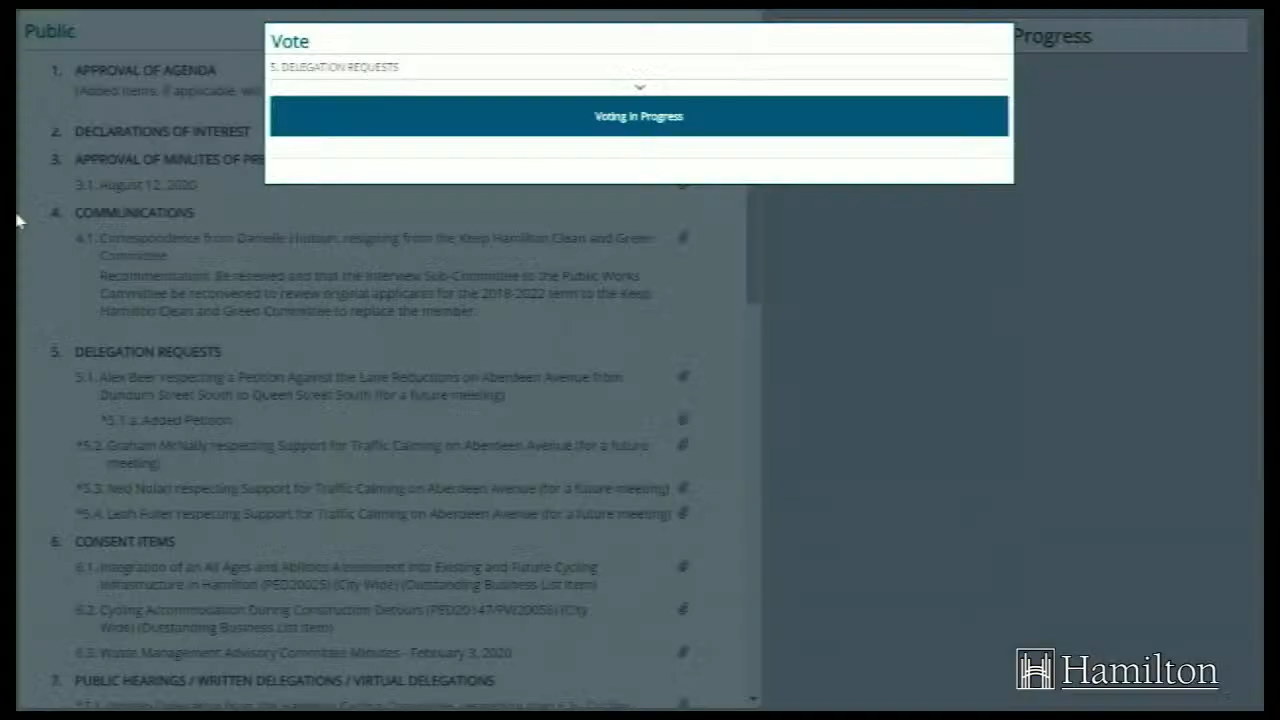 Public
Vote
Progress
5. DELEGATION REQUESTS
Voting in Progress
1. APPROVAL OF AGENDA
(Added Items, if applicable, will
2. DECLARATIONS OF INTEREST
3. APPROVAL OF MINUTES OF PRE
3.1. August 12, 2020
4. COMMUNICATIONS
4.1. Correspondence from Danielle resigning from the Keep Hamilton Clean and Green
Committee
Recommendation: Be received and that the Interview Sub-Committee to the Public Works
Committee be reconvened to review original applicants for the 2018-2022 term to the Keep
Hamilton Clean and Green Committee to replace the member.
5. DELEGATION REQUESTS
5.1. Alex Beer respecting a Petition Against the Lane Reductions on Aberdeen Avenue from
Dundurn Street South to Queen Street South (for a future meeting)
*5.1.a. Added Petition
*5.2. Graham McNally respecting Support for Traffic Calming on Aberdeen Avenue (for a future
meeting)
*5.3. Ned Nolan respecting Support for Traffic Calming on Aberdeen Avenue (for a future meeting)
*5.4. Leah Fuller respecting Support for Traffic Calming on Aberdeen Avenue (for a future meeting)
6. CONSENT ITEMS
6.1. Integration of an All Ages and Abilities Assessment into Existing and Future Cycling
Infrastructure in Hamilton (PED20025) (City Wide) (Outstanding Business List Item)
6.2. Cycling Accommodation During Construction Detours (PED20147/PW20056) (City
Wide) (Outstanding Business List Item)
6.3. Waste Management Advisory Committee Minutes - February 3, 2020
7. PUBLIC HEARINGS / WRITTEN DELEGATIONS / VIRTUAL DELEGATIONS
Hamilton